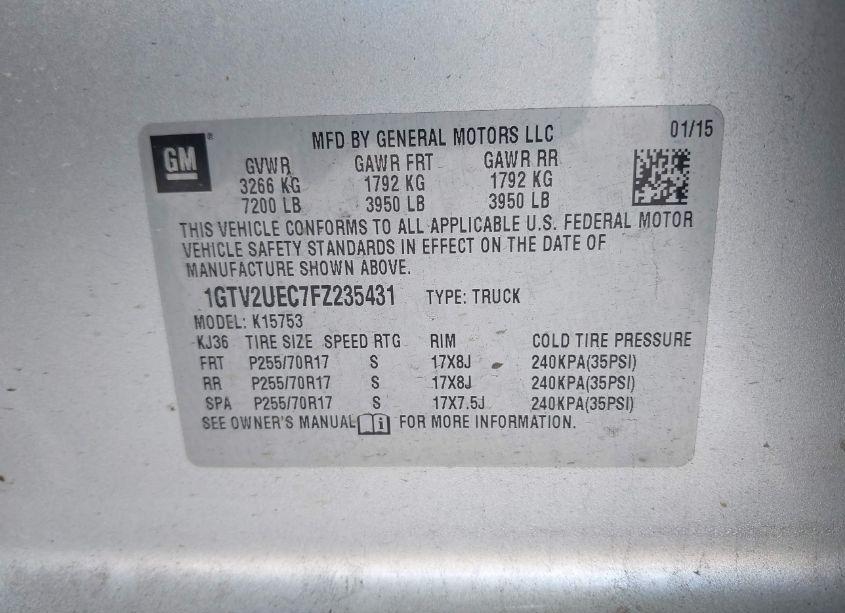 GM ® MFD BY GENERAL MOTORS LLC 01/15
GVWR GAWR FRT GAWR RR
3266 KG 1792 KG 1792 KG
7200 LB 3950 LB 3950 LB
THIS VEHICLE CONFORMS TO ALL APPLICABLE U.S. FEDERAL MOTOR
VEHICLE SAFETY STANDARDS IN EFFECT ON THE DATE OF
MANUFACTURE SHOWN ABOVE.
1GTV2UEC7FZ235431 TYPE: TRUCK
MODEL: K15753
KJ36 TIRE SIZE SPEED RTG RIM COLD TIRE PRESSURE
FRT P255/70R17 S 17X8J 240KPA(35PSI)
RR P255/70R17 S 17X8J 240KPA(35PSI)
SPA P255/70R17 S 17X7.5J 240KPA(35PSI)
SEE OWNER'S MANUAL i FOR MORE INFORMATION.